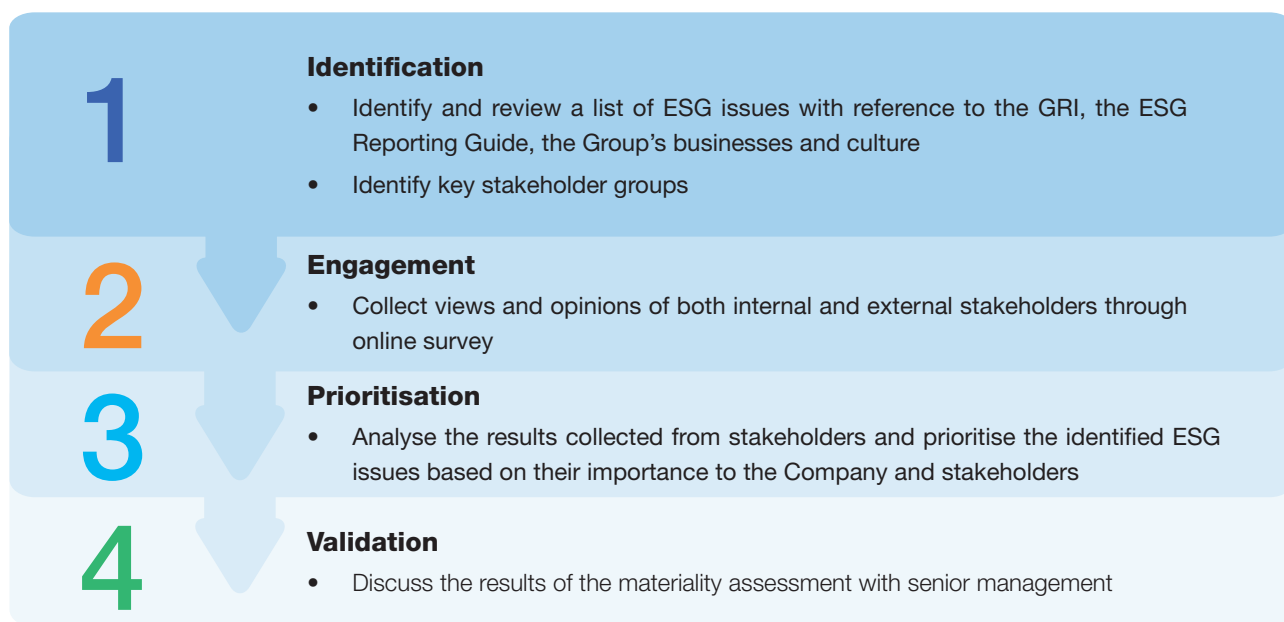 1
Identification
• Identify and review a list of ESG issues with reference to the GRI, the ESG
Reporting Guide, the Group’s businesses and culture
• Identify key stakeholder groups
2
Engagement
• Collect views and opinions of both internal and external stakeholders through
online survey
3
Prioritisation
• Analyse the results collected from stakeholders and prioritise the identified ESG
issues based on their importance to the Company and stakeholders
4
Validation
• Discuss the results of the materiality assessment with senior management